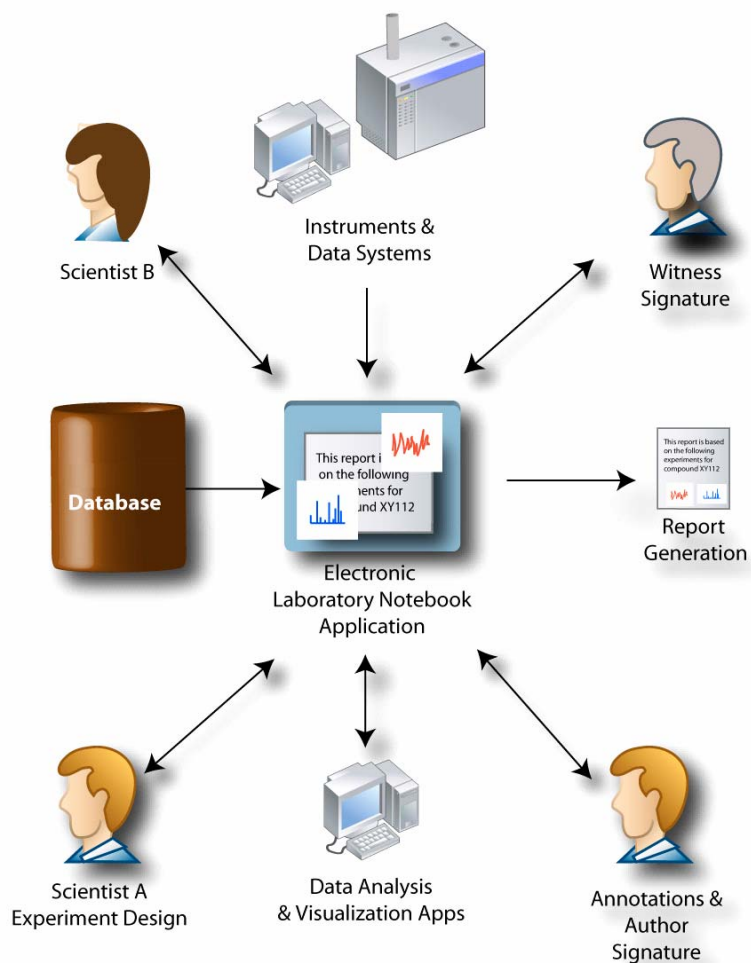 Scientist B
Instruments &
Data Systems
Witness
Signature
Database
This report i
on the following
ments for
und XY112
Electronic
Laboratory Notebook
Application
This report is based
on the following
experiments for
compound XY112
Report
Generation
Scientist A
Experiment Design
Data Analysis
& Visualization Apps
Annotations &
Author
Signature